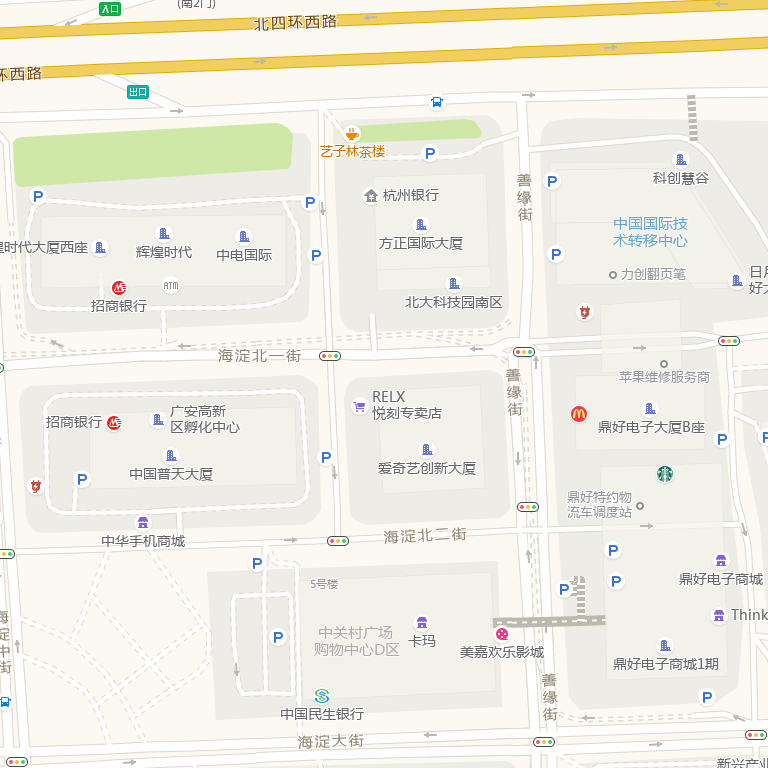 入口
(南2门)
北四环西路
环西路
出口
艺子林茶楼
P
P
科创慧谷
善缘街
P
P
杭州银行
P
中国国际技
术转移中心
方正国际大厦
辉煌时代大厦西座
辉煌时代
中电国际
P
P
力创翻页笔
日月
好大
招商银行
ATM
北大科技园南区
海淀北一街
苹果维修服务商
善缘街
RELX
悦刻专卖店
招商银行
广安高新
区孵化中心
鼎好电子大厦B座
P
P
中国普天大厦
爱奇艺创新大厦
P
P
鼎好特约物
流车调度站
中华手机商城
海淀北二街
P
P
5号楼
P
P
鼎好电子商城
Think
海淀中街
P
中关村广场
购物中心D区
卡玛
美嘉欢乐影城
鼎好电子商城1期
善缘街
P
中国民生银行
海淀大街
新兴产业